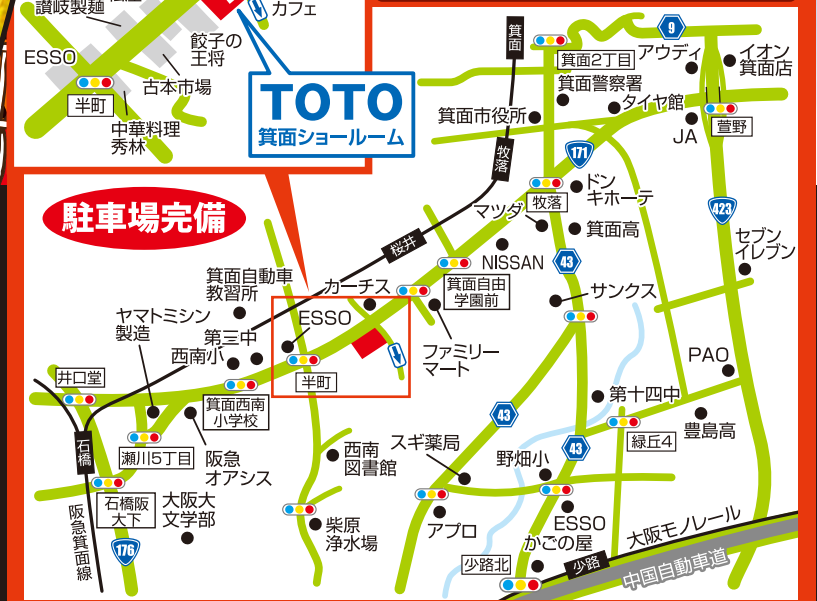 讃岐製麺
カフェ
餃子の
王将
ESSO
古本市場
半町
中華料理
秀林
TOTO
箕面ショールーム
駐車場完備
箕面
9
箕面2丁目
アウディ
イオン
箕面店
箕面警察署
タイヤ館
箕面市役所
JA
萱野
171
牧落
牧落
ドン
キホーテ
マツダ
箕面高
423
桜井
NISSAN
43
セブン
イレブン
箕面自由
学園前
箕面自動車
教習所
カーチス
サンクス
ヤマトミシン
製造
ESSO
第三中
西南小
ファミリー
マート
半町
PAO
井口堂
箕面西南
小学校
第十四中
43
豊島高
石橋
瀬川5丁目
阪急
オアシス
西南
図書館
スギ薬局
43
緑丘4
野畑小
石橋阪
大下
大阪大
文学部
柴原
浄水場
アプロ
ESSO
かごの屋
大阪モノレール
阪急箕面線
176
少路北
少路
中国自動車道